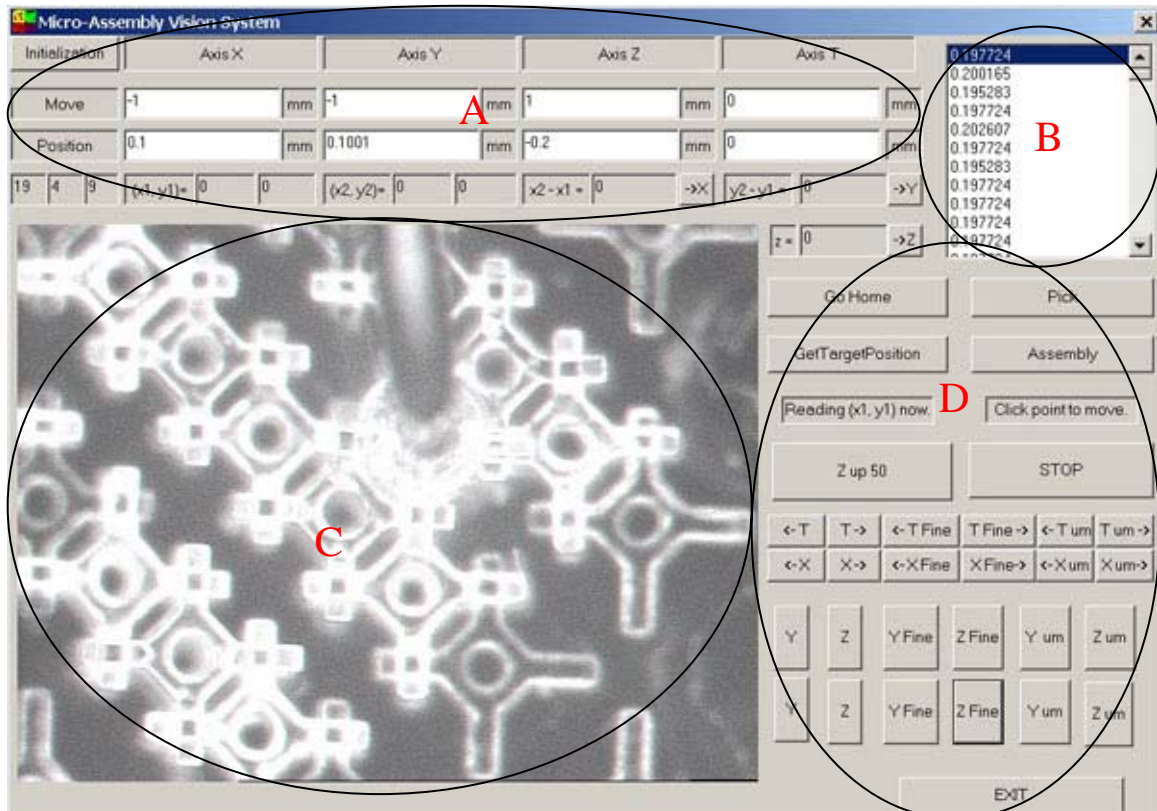 Micro-Assembly Vision System
Initialization Axis X Axis Y Axis Z Axis T
Move -1 mm -1 mm 1 mm 0 mm
A
Position 0.1 mm 0.1001 mm -0.2 mm 0 mm
19 4 9 (x1, y1)= 0 0 (x2, y2)= 0 0 x2 - x1 = 0 ->X y2 - y1 = 0 ->Y
z = 0 ->Z
0.197724
0.200165
0.195283
0.197724
0.202607
0.197724
B
0.195283
0.197724
0.197724
0.197724
0.197724
C
Go Home Pick
GetTargetPosition Assembly
D
Reading (x1, y1) now. Click point to move.
Z up 50 STOP
<-T T-> <-T Fine T Fine-> <-T um T um->
<-X X-> <-X Fine X Fine-> <-X um X um->
Y Z Y Fine Z Fine Y um Z um
Y Z Y Fine Z Fine Y um Z um
EXIT